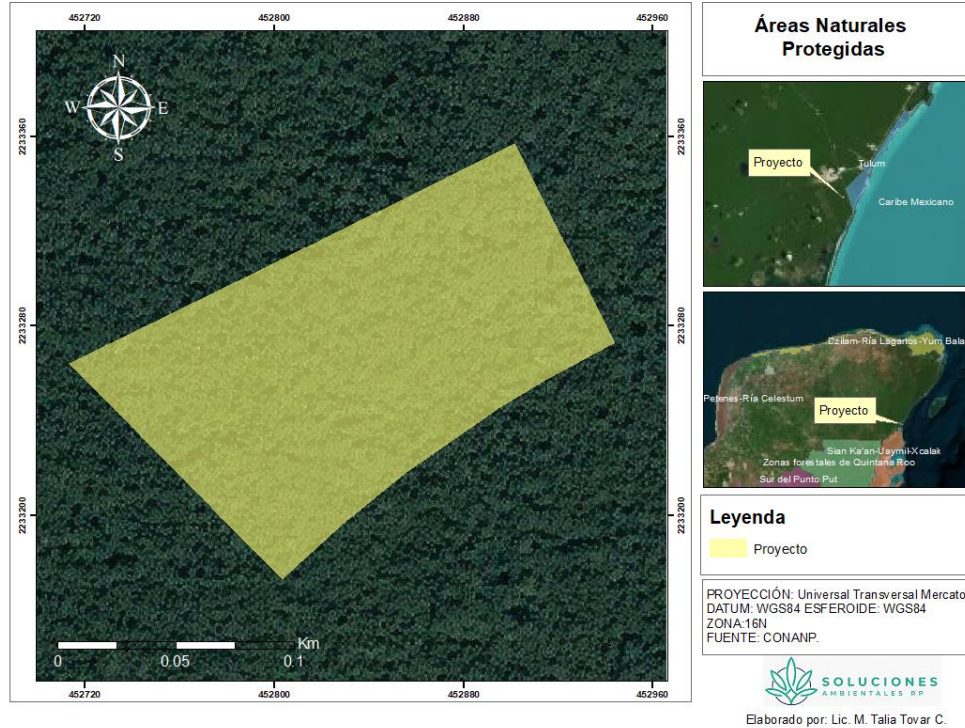 452720 452800 452880 452960
2233360 2233360
2233280 2233280
2233200 2233200
452720 452800 452880 452960
N
W E
S
Km
0 0.05 0.1
Áreas Naturales
Protegidas
Proyecto
Tulum
Caribe Mexicano
Dzilam-Ría Lagartos-Yum Bala
Petenes-Ría Celestum
Proyecto
Sian Ka'an-Uaymil-Xcalak
Zonas forestales de Quintana Roo
Sur del Punto Put
Leyenda
Proyecto
PROYECCIÓN: Universal Transversal Mercato
DATUM: WGS84 ESFEROIDE: WGS84
ZONA:16N
FUENTE: CONANP.
SOLUCIONES
AMBIENTALES RP
Elaborado por: Lic. M. Talia Tovar C.